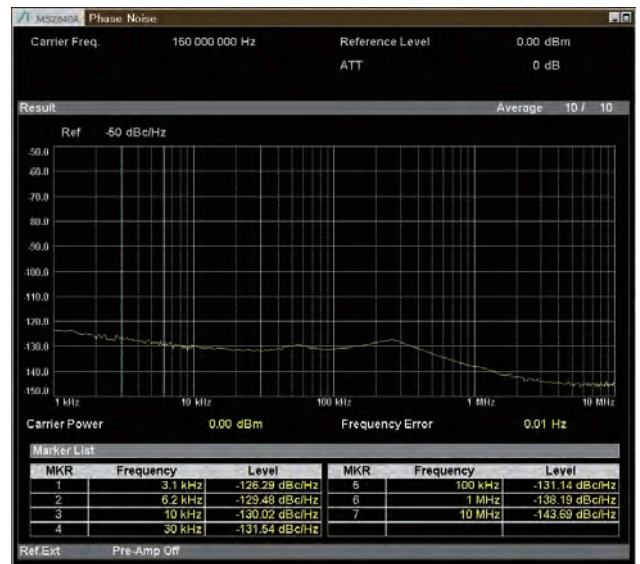 MS2840A Phase Noise
Carrier Freq. 150 000 000 Hz Reference Level 0.00 dBm
ATT 0 dB
Result Average 10 / 10
Ref -50 dBc/Hz
-50.0
-60.0
-70.0
-80.0
-90.0
-100.0
-110.0
-120.0
-130.0
-140.0
-150.0
1 kHz 10 kHz 100 kHz 1 MHz 10 MHz
Carrier Power 0.00 dBm Frequency Error 0.01 Hz
Marker List
MKR Frequency Level MKR Frequency Level
1 3.1 kHz -126.29 dBc/Hz 5 100 kHz -131.14 dBc/Hz
2 6.2 kHz -129.48 dBc/Hz 6 1 MHz -138.19 dBc/Hz
3 10 kHz -130.02 dBc/Hz 7 10 MHz -143.69 dBc/Hz
4 30 kHz -131.54 dBc/Hz
Ref.Ext Pre-Amp Off